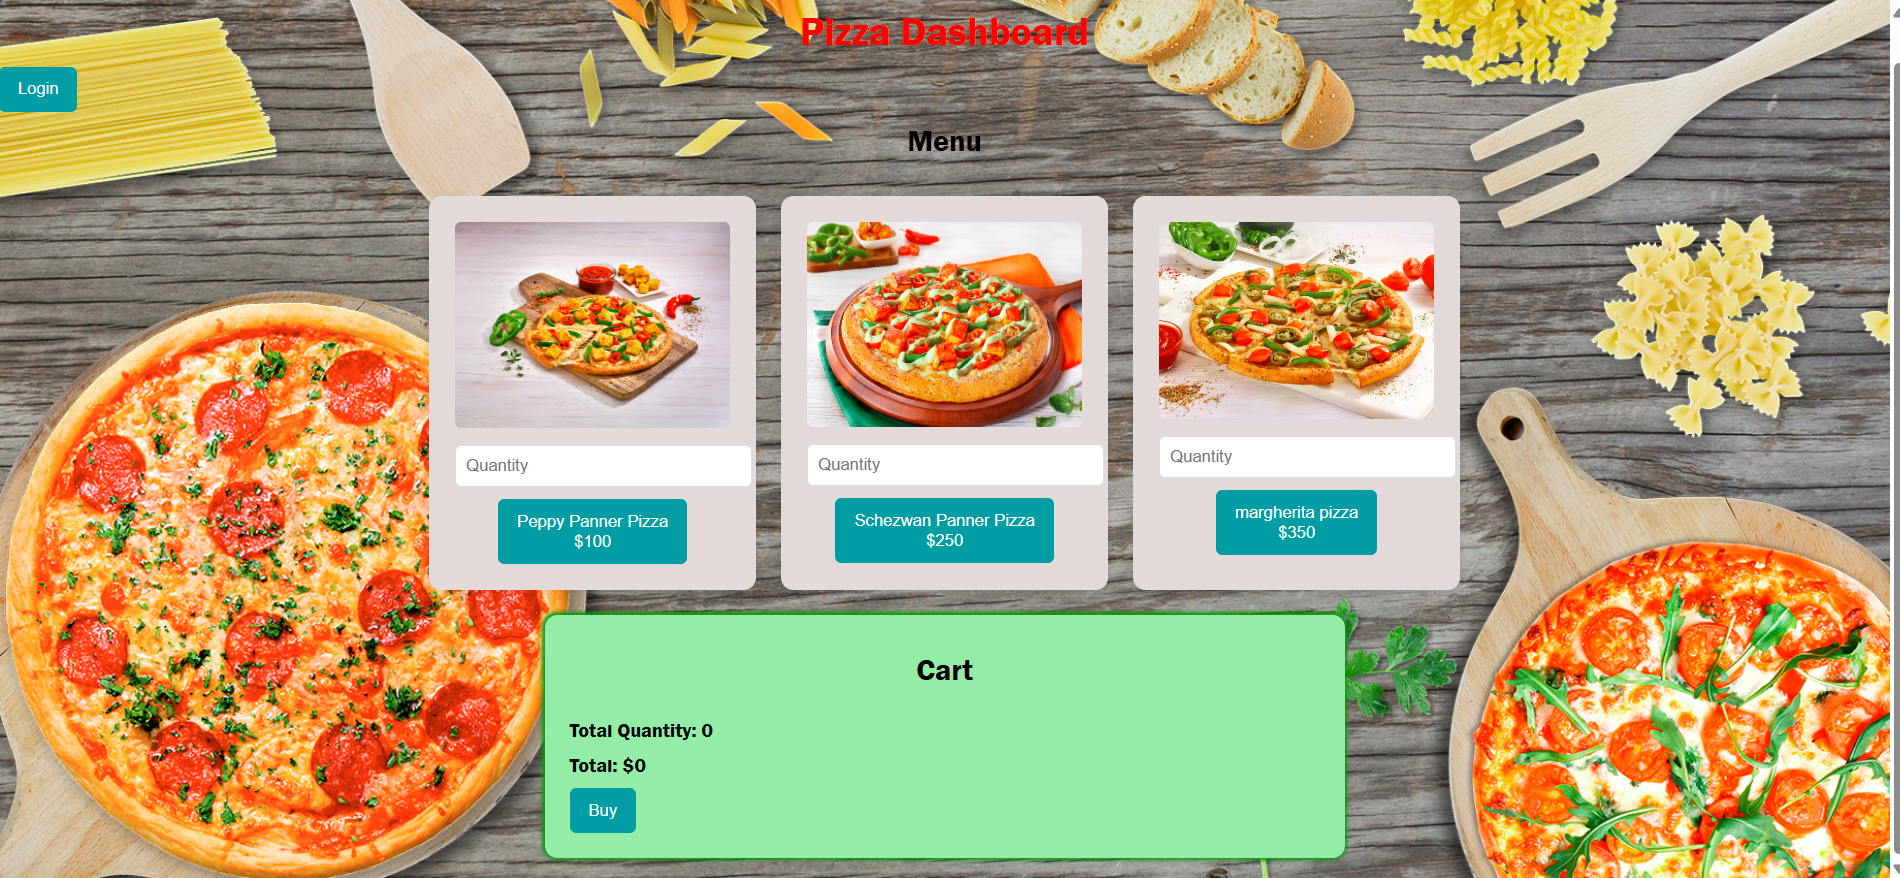 Pizza Dashboard
Login
Menu
Quantity
Peppy Panner Pizza
$100
Quantity
Schezwan Panner Pizza
$250
Quantity
margherita pizza
$350
Cart
Total Quantity: 0
Total: $0
Buy